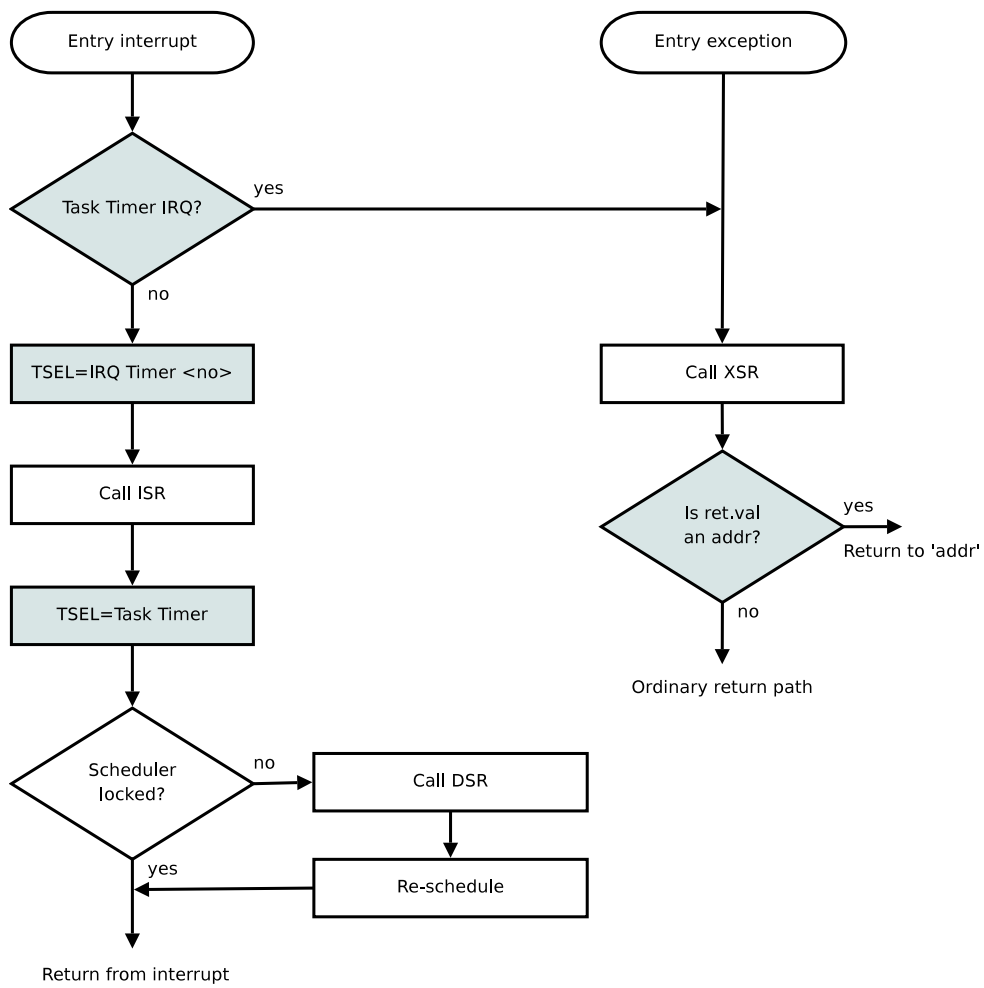 Entry interrupt
Entry exception
Task Timer IRQ?
yes
no
TSEL=IRQ Timer <no>
Call XSR
Call ISR
Is ret.val
an addr?
yes
Return to 'addr'
no
TSEL=Task Timer
Ordinary return path
Scheduler
locked?
no
Call DSR
yes
Re-schedule
Return from interrupt